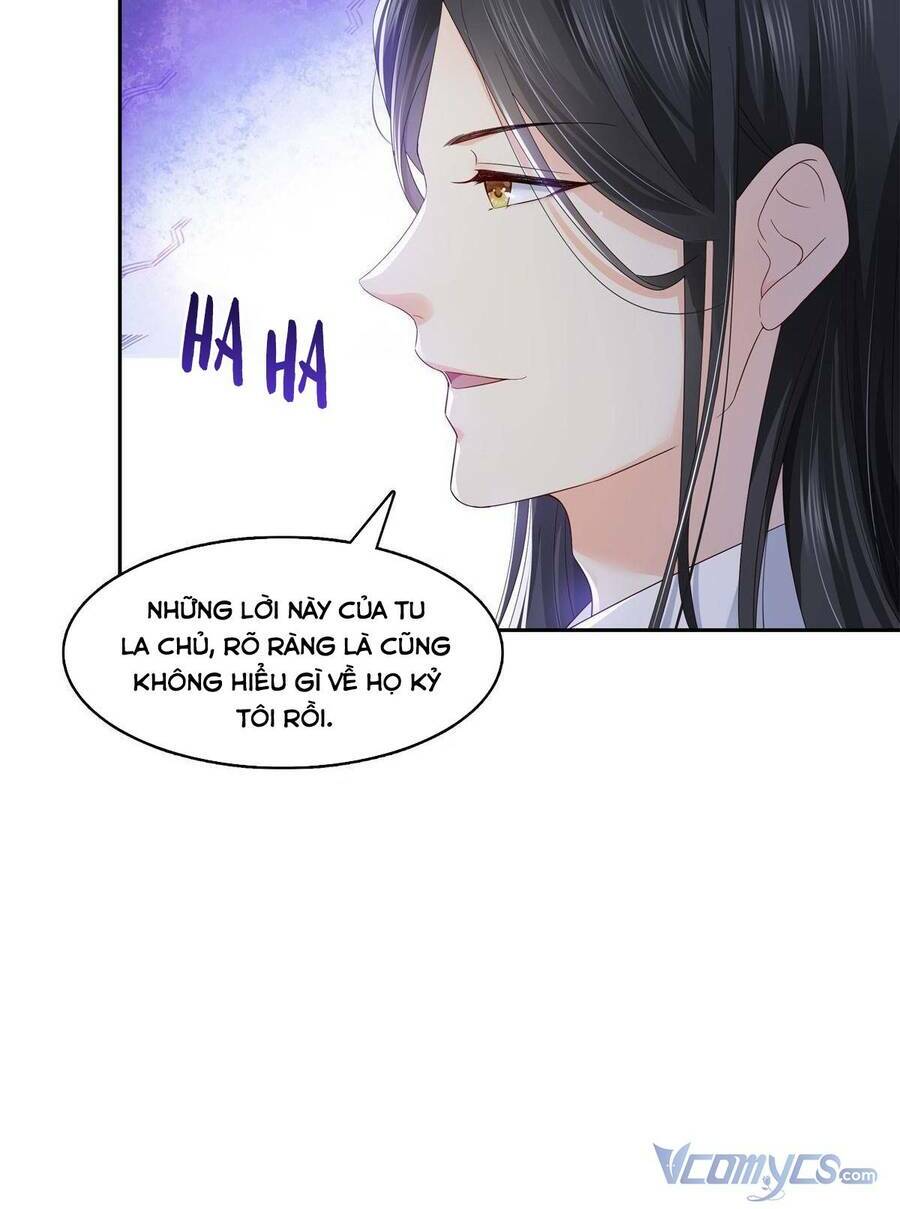 HA HA
NHỮNG LỜI NÀY CỦA TU
LA CHỦ, RÕ RÀNG LÀ CŨNG
KHÔNG HIỂU GÌ VỀ HỌ KỶ
TÔI RỒI.
VCOMYCS.com